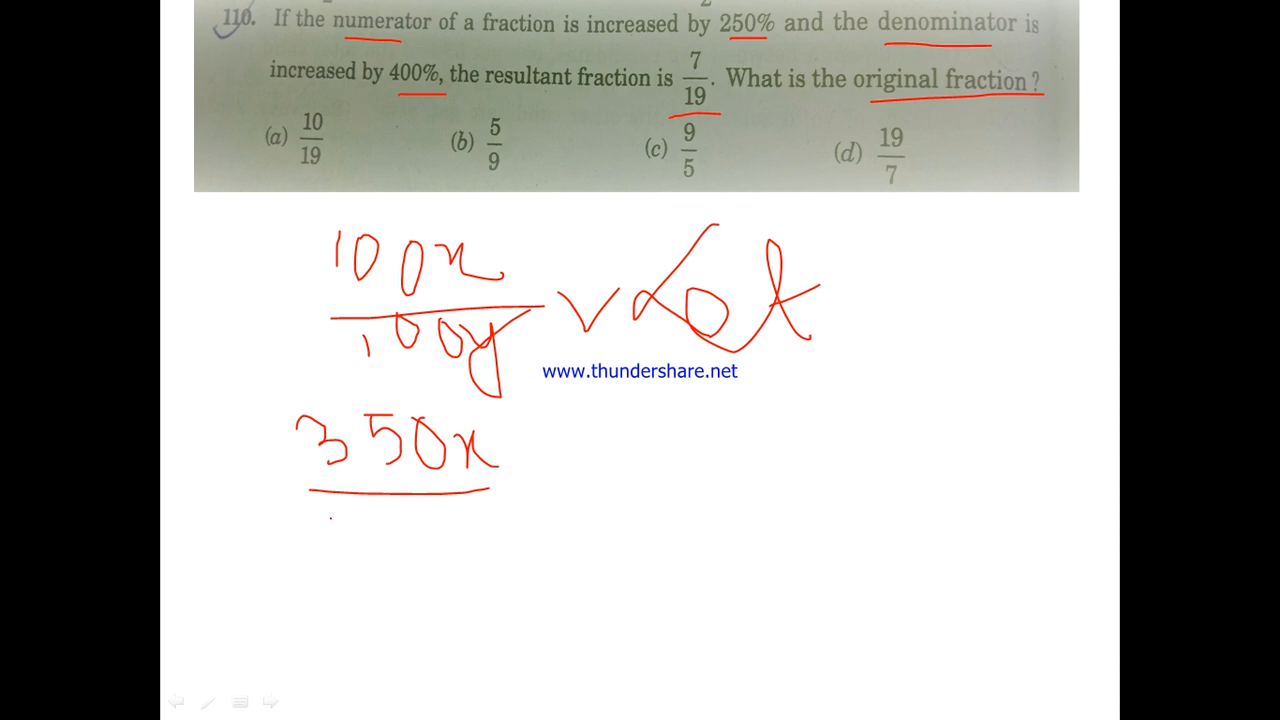 110. If the numerator of a fraction is increased by 250% and the denominator is
increased by 400%, the resultant fraction is 7/19. What is the original fraction?
(a) 10/19 (b) 5/9 (c) 9/5 (d) 19/7
100x
100y
www.thundershare.net
350x